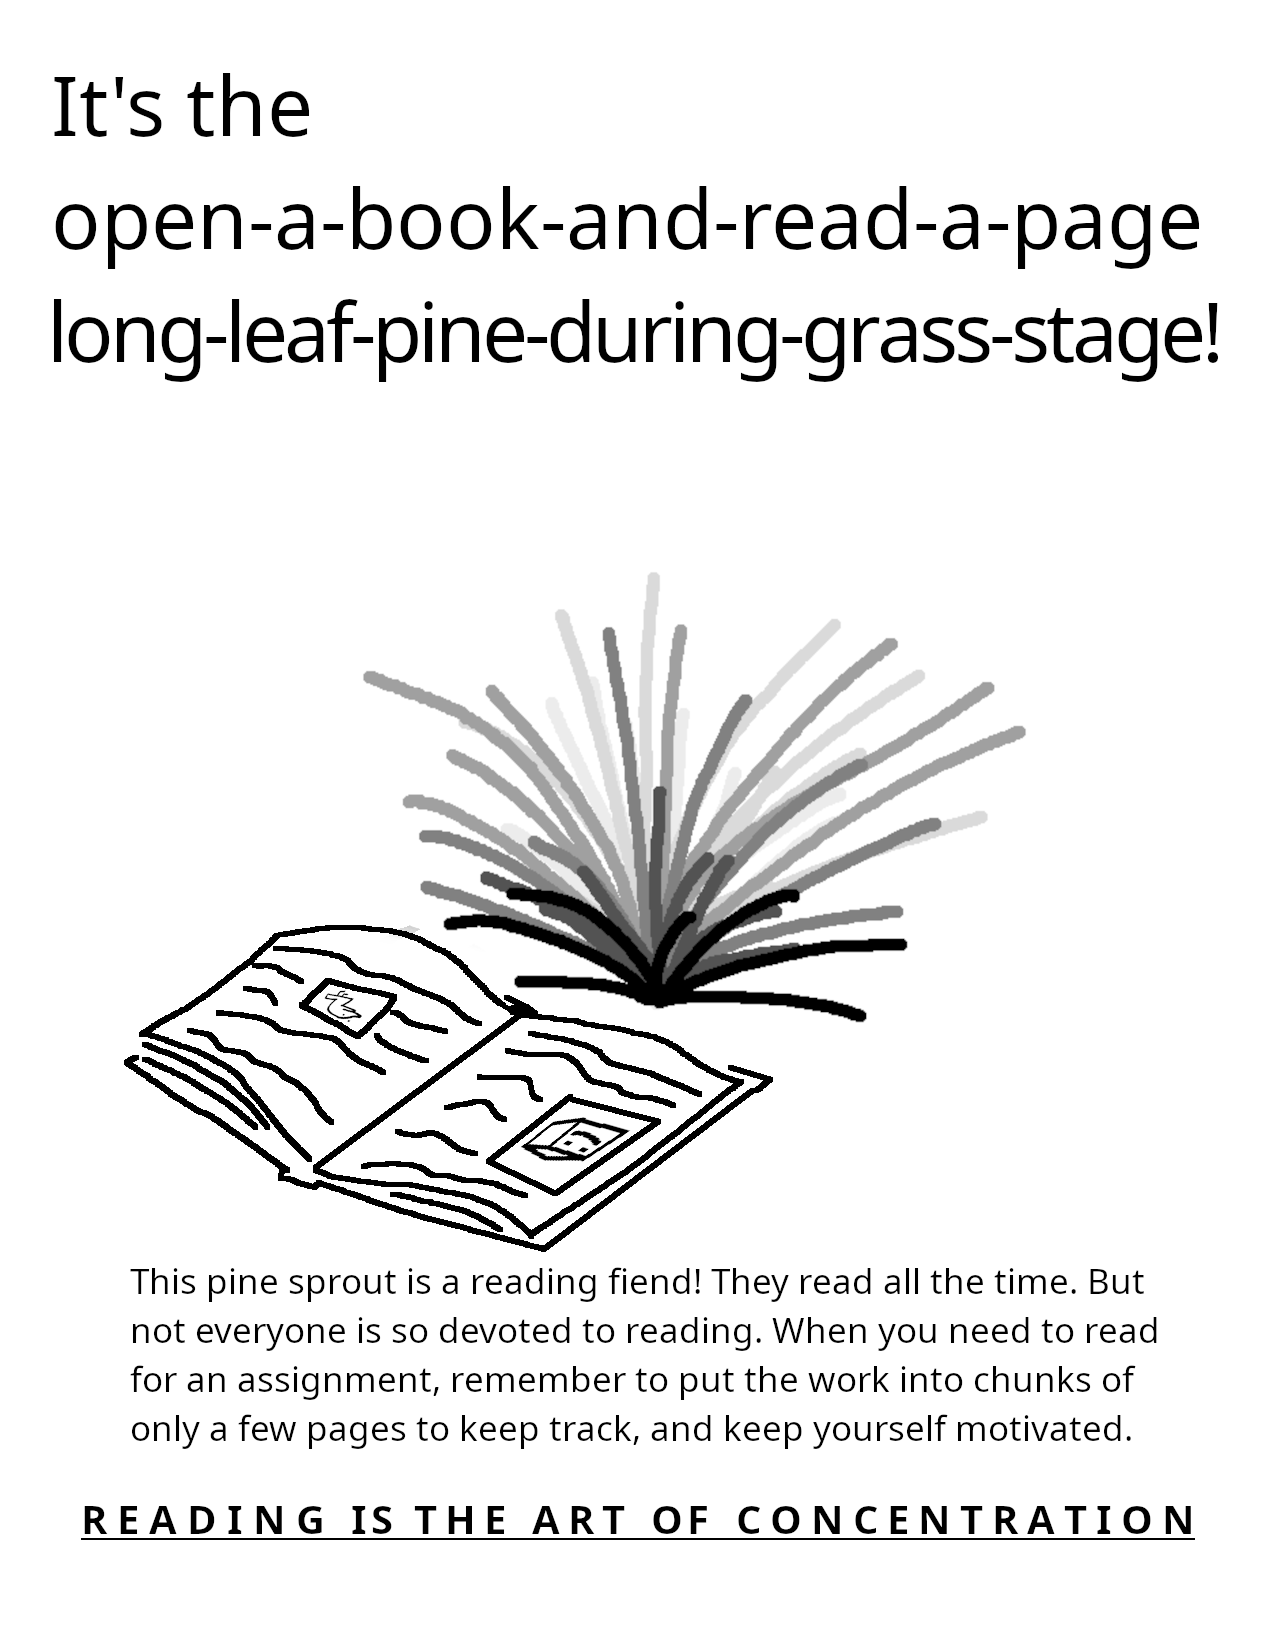 It's the
open-a-book-and-read-a-page
long-leaf-pine-during-grass-stage!
This pine sprout is a reading fiend! They read all the time. But
not everyone is so devoted to reading. When you need to read
for an assignment, remember to put the work into chunks of
only a few pages to keep track, and keep yourself motivated.
READING IS THE ART OF CONCENTRATION